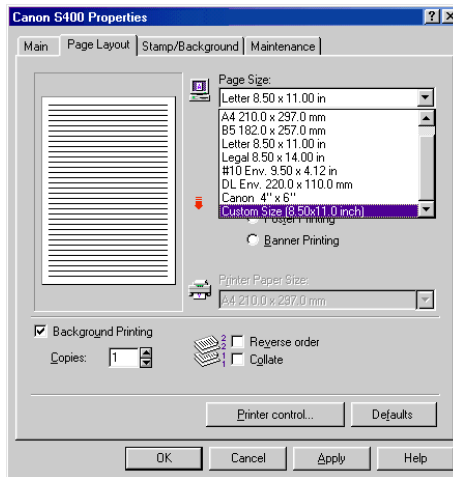 Canon S400 Properties
Main Page Layout Stamp/Background Maintenance
Page Size:
Letter 8.50 x 11.00 in
A4 210.0 x 297.0 mm
B5 182.0 x 257.0 mm
Letter 8.50 x 11.00 in
Legal 8.50 x 14.00 in
#10 Env. 9.50 x 4.12 in
DL Env. 220.0 x 110.0 mm
Canon 4" x 6"
Custom Size (8.50x11.0 inch)
Poster Printing
Banner Printing
Printer Paper Size:
A4 210.0 x 297.0 mm
Background Printing
Copies: 1
2 2 1 1
Reverse order
Collate
Printer control... Defaults
OK Cancel Apply Help